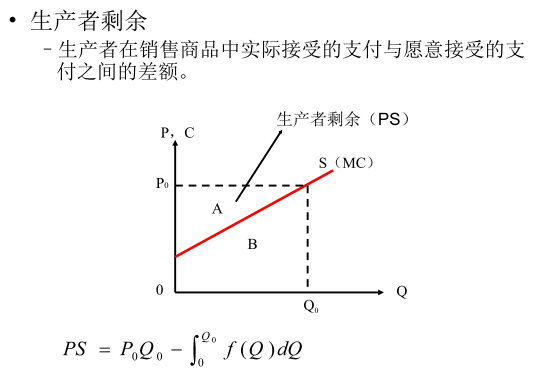 • 生产者剩余
–生产者在销售商品中实际接受的支付与愿意接受的支
付之间的差额。
生产者剩余（PS）
P，C
S（MC）
P₀
A
B
0
Q
Q₀
PS = P₀Q₀ − ∫₀^{Q₀} f(Q)dQ